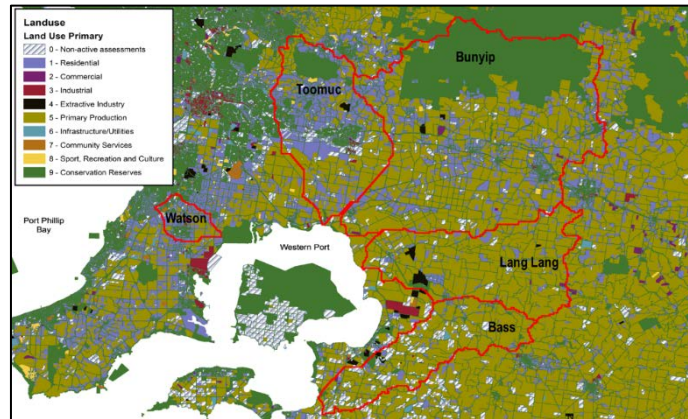 Landuse
Land Use Primary
0 - Non-active assessments
1 - Residential
2 - Commercial
3 - Industrial
4 - Extractive Industry
5 - Primary Production
6 - Infrastructure/Utilities
7 - Community Services
8 - Sport, Recreation and Culture
9 - Conservation Reserves
Bunyip
Toomuc
Port Phillip
Bay
Watson
Western Port
Lang Lang
Bass